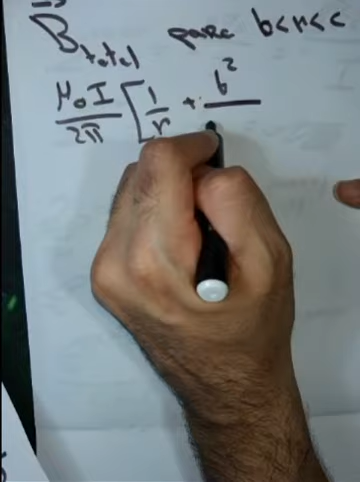 B⃗total para b<r<c
μ₀I/2π [1/r + b²/